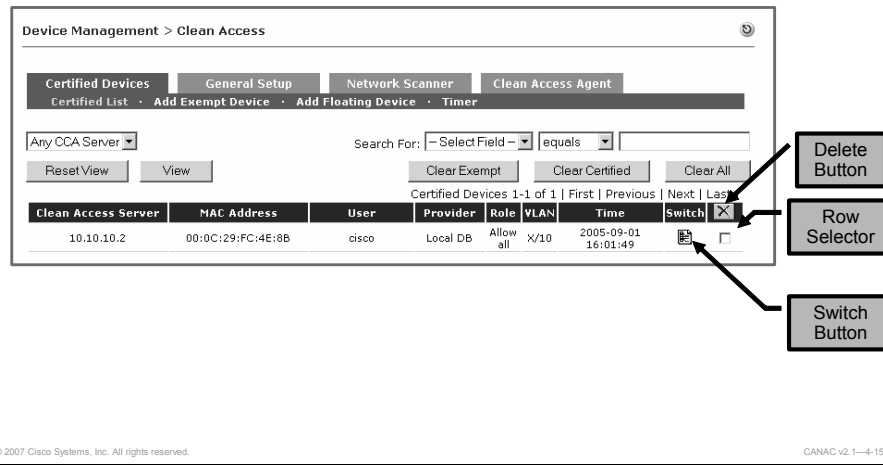 Device Management > Clean Access
Certified Devices General Setup Network Scanner Clean Access Agent
Certified List · Add Exempt Device · Add Floating Device · Timer
Any CCA Server Search For: – Select Field – equals
Reset View View Clear Exempt Clear Certified Clear All
Certified Devices 1-1 of 1 | First | Previous | Next | Last
Clean Access Server MAC Address User Provider Role VLAN Time Switch
10.10.10.2 00:0C:29:FC:4E:8B cisco Local DB Allow all X/10 2005-09-01 16:01:49
Delete
Button
Row
Selector
Switch
Button
© 2007 Cisco Systems, Inc. All rights reserved. CANAC v2.1—4-15